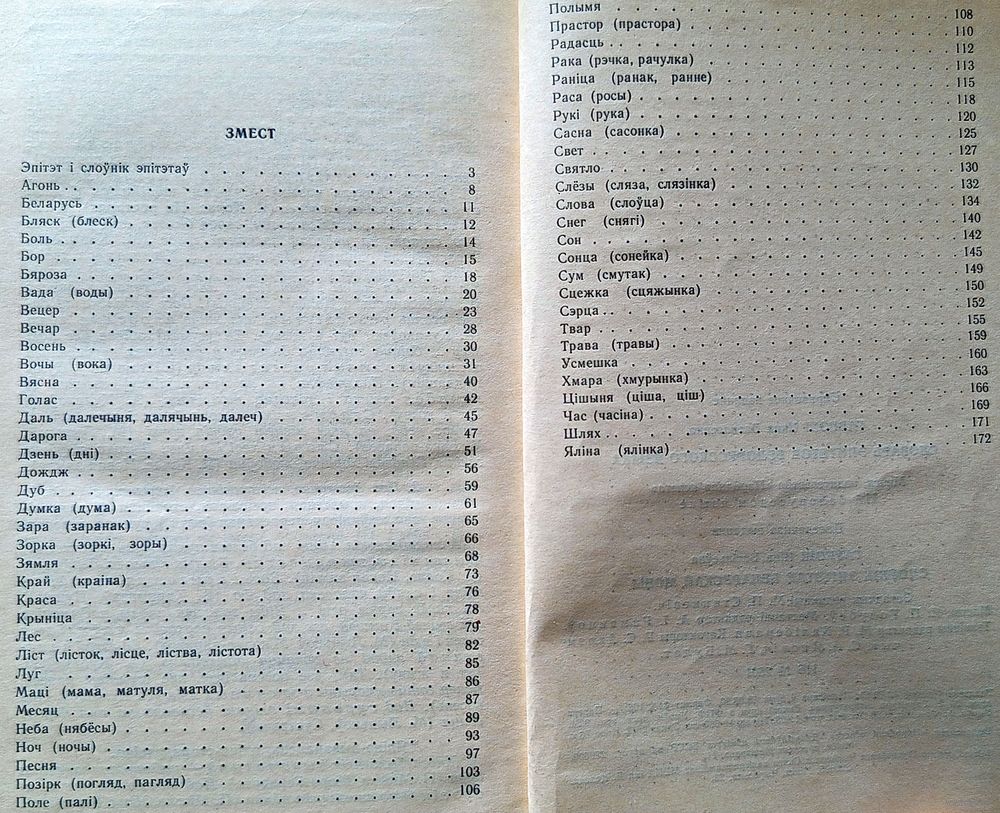 ЗМЕСТ
Эпітэт і слоўнік эпітэтаў . . . 3
Агонь . . . 8
Беларусь . . . 11
Бляск (блеск) . . . 12
Боль . . . 14
Бор . . . 15
Бяроза . . . 18
Вада (воды) . . . 20
Вецер . . . 23
Вечар . . . 28
Восень . . . 30
Вочы (вока) . . . 31
Вясна . . . 40
Голас . . . 42
Даль (далечыня, далячынь, далеч) . . . 45
Дарога . . . 47
Дзень (дні) . . . 51
Дождж . . . 56
Дуб . . . 59
Думка (дума) . . . 61
Зара (заранак) . . . 65
Зорка (зоркі, зоры) . . . 66
Зямля . . . 68
Край (краіна) . . . 73
Краса . . . 76
Крыніца . . . 78
Лес . . . 79
Ліст (лісток, лісце, ліства, лістота) . . . 82
Луг . . . 85
Маці (мама, матуля, матка) . . . 86
Месяц . . . 87
Неба (нябёсы) . . . 89
Ноч (ночы) . . . 93
Песня . . . 97
Позірк (погляд, пагляд) . . . 103
Поле (палі) . . . 106
Полымя . . . 108
Прастор (прастора) . . . 110
Радасць . . . 112
Рака (рэчка, рачулка) . . . 113
Раніца (ранак, ранне) . . . 115
Раса (росы) . . . 118
Рукі (рука) . . . 120
Сасна (сасонка) . . . 125
Свет . . . 127
Святло . . . 130
Слёзы (сляза, слязінка) . . . 132
Слова (слоўца) . . . 134
Снег (снягі) . . . 140
Сон . . . 142
Сонца (сонейка) . . . 145
Сум (смутак) . . . 149
Сцежка (сцяжынка) . . . 150
Сэрца . . . 152
Твар . . . 155
Трава (травы) . . . 159
Усмешка . . . 160
Хмара (хмурынка) . . . 163
Цішыня (ціша, ціш) . . . 166
Час (часіна) . . . 169
Шлях . . . 171
Яліна (ялінка) . . . 172